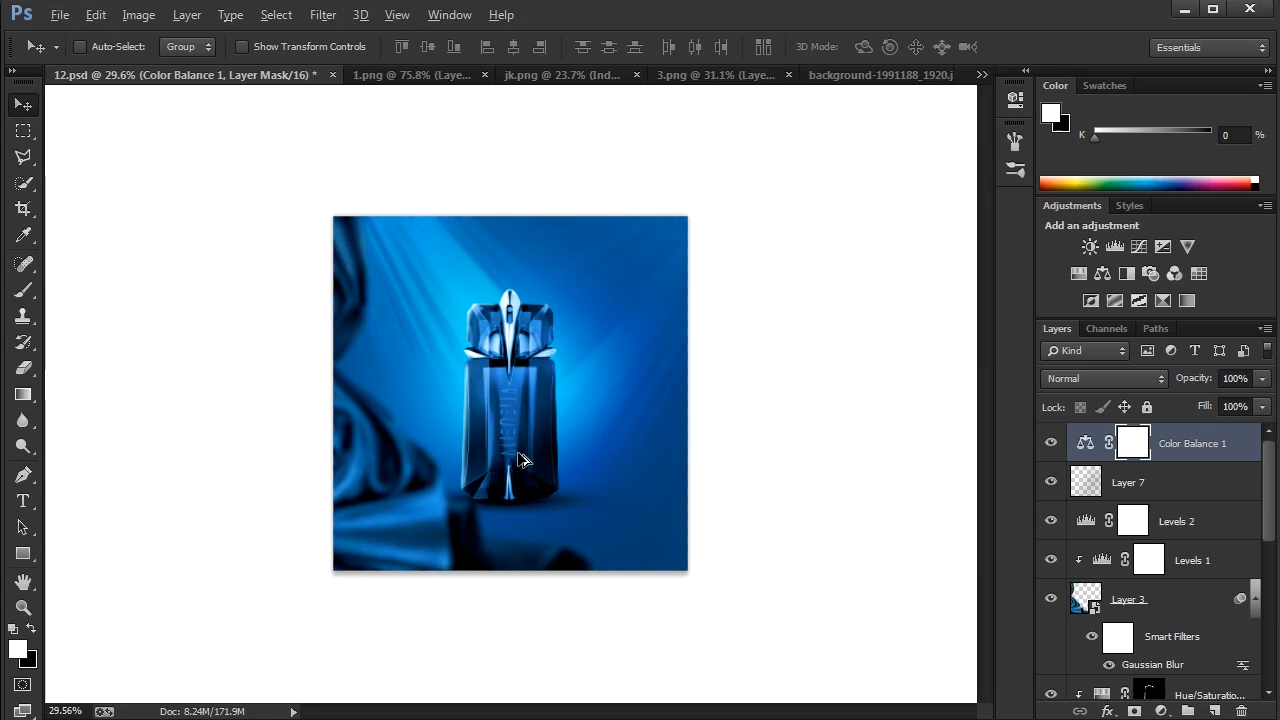 Ps File Edit Image Layer Type Select Filter 3D View Window Help
Auto-Select: Group Show Transform Controls 3D Mode: Essentials
12.psd @ 29.6% (Color Balance 1, Layer Mask/16) * × 1.png @ 75.8% (Laye... × jk.png @ 23.7% (Ind... × 3.png @ 31.1% (Laye... × background-1991188_1920.j
Color Swatches
K 0 %
Adjustments Styles
Add an adjustment
Layers Channels Paths
Kind
Normal Opacity: 100%
Lock: Fill: 100%
Color Balance 1
Layer 7
Levels 2
Levels 1
Layer 3
Smart Filters
Gaussian Blur
Hue/Saturatio...
29.56% Doc: 8.24M/171.9M